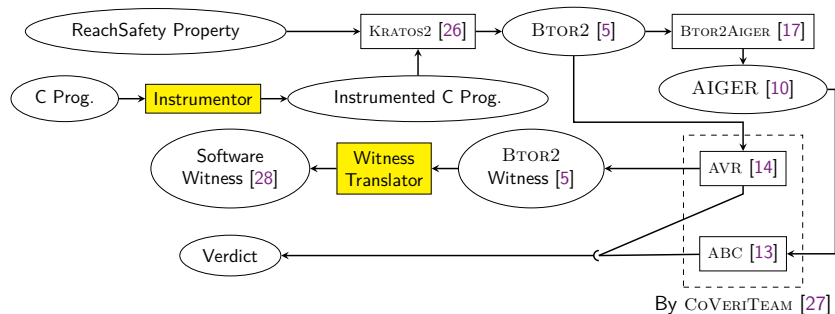 ReachSafety Property
KRATOS2 [26]
BTOR2 [5]
BTOR2AIGER [17]
C Prog.
Instrumentor
Instrumented C Prog.
AIGER [10]
Software
Witness [28]
Witness
Translator
BTOR2
Witness [5]
AVR [14]
Verdict
ABC [13]
By COVERITEAM [27]